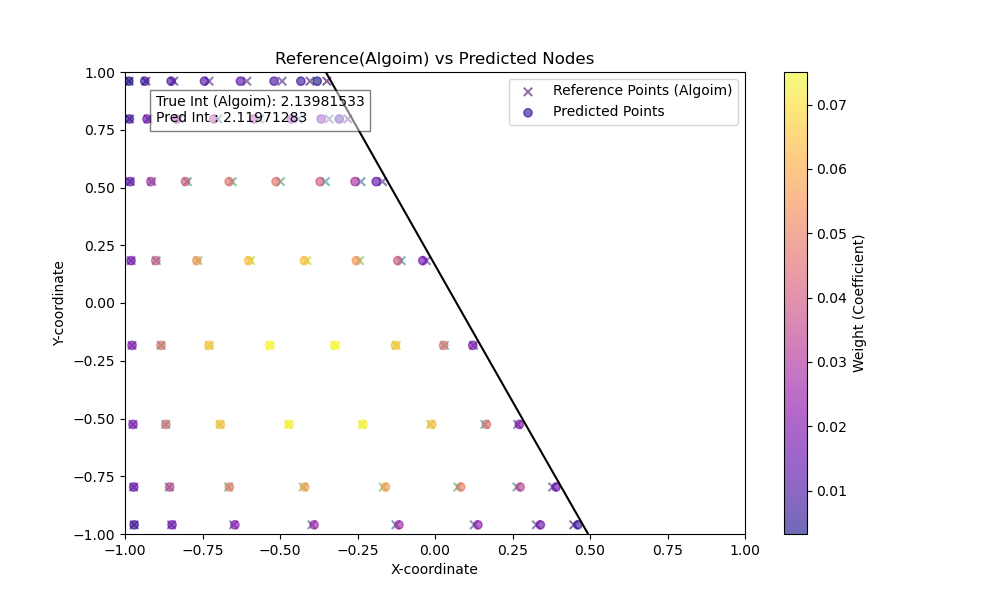 Reference(Algoim) vs Predicted Nodes
True Int (Algoim): 2.13981533
Pred Int : 2.11971283
Reference Points (Algoim)
Predicted Points
Y-coordinate
1.00
0.75
0.50
0.25
0.00
−0.25
−0.50
−0.75
−1.00
−1.00 −0.75 −0.50 −0.25 0.00 0.25 0.50 0.75 1.00
X-coordinate
0.07
0.06
0.05
0.04
0.03
0.02
0.01
Weight (Coefficient)